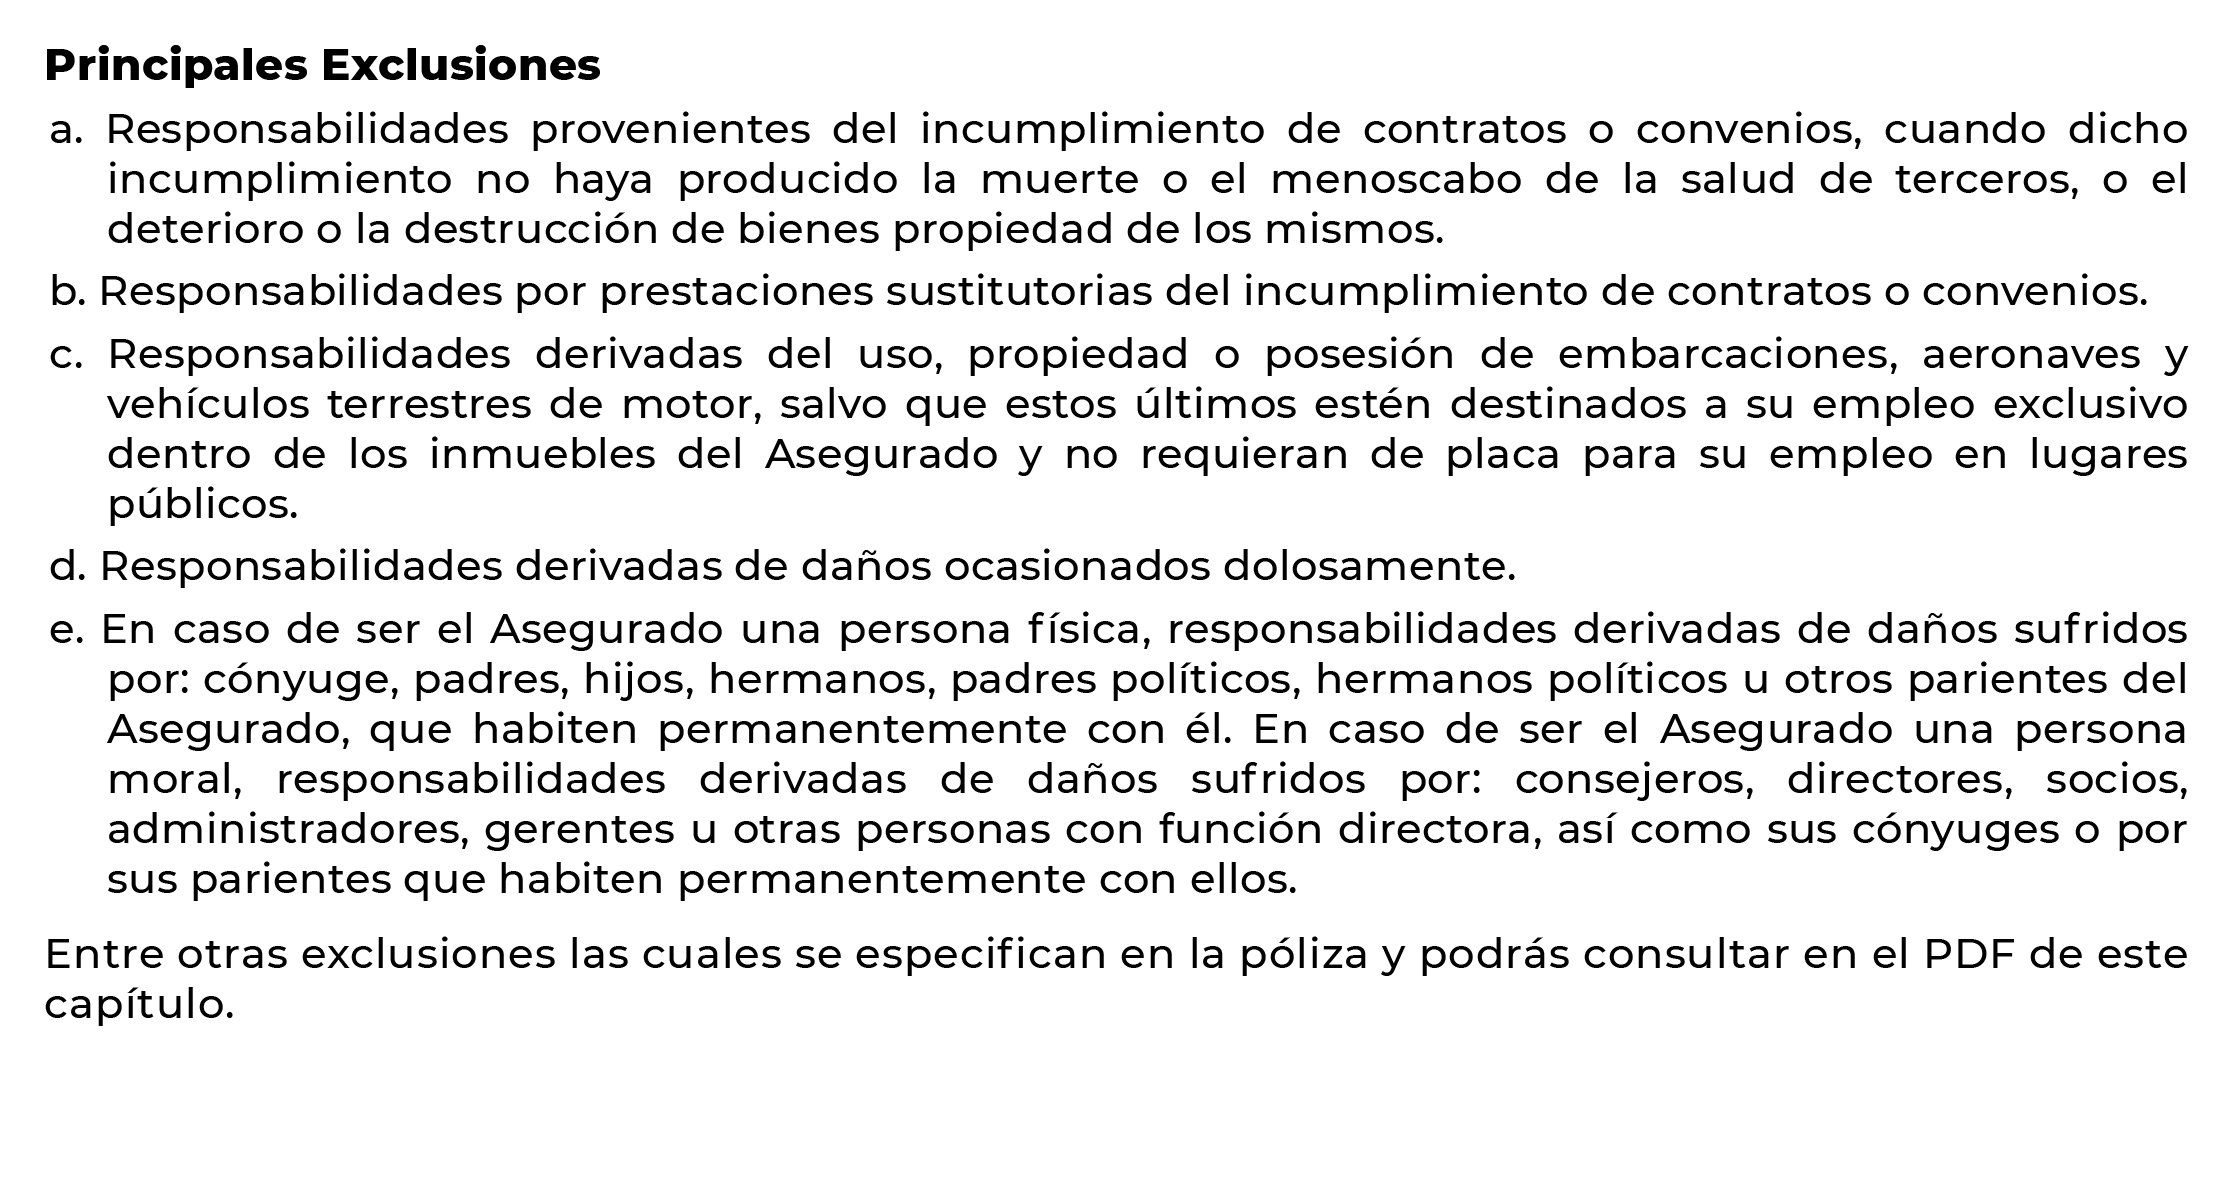 Principales Exclusiones
a. Responsabilidades provenientes del incumplimiento de contratos o convenios, cuando dicho
incumplimiento no haya producido la muerte o el menoscabo de la salud de terceros, o el
deterioro o la destrucción de bienes propiedad de los mismos.
b. Responsabilidades por prestaciones sustitutorias del incumplimiento de contratos o convenios.
c. Responsabilidades derivadas del uso, propiedad o posesión de embarcaciones, aeronaves y
vehículos terrestres de motor, salvo que estos últimos estén destinados a su empleo exclusivo
dentro de los inmuebles del Asegurado y no requieran de placa para su empleo en lugares
públicos.
d. Responsabilidades derivadas de daños ocasionados dolosamente.
e. En caso de ser el Asegurado una persona física, responsabilidades derivadas de daños sufridos
por: cónyuge, padres, hijos, hermanos, padres políticos, hermanos políticos u otros parientes del
Asegurado, que habiten permanentemente con él. En caso de ser el Asegurado una persona
moral, responsabilidades derivadas de daños sufridos por: consejeros, directores, socios,
administradores, gerentes u otras personas con función directora, así como sus cónyuges o por
sus parientes que habiten permanentemente con ellos.
Entre otras exclusiones las cuales se especifican en la póliza y podrás consultar en el PDF de este
capítulo.